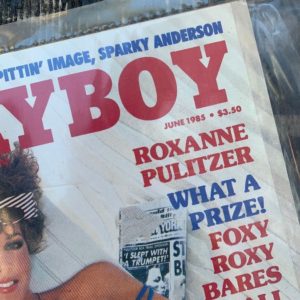 PITTIN' IMAGE, SPARKY ANDERSON
YBOY
JUNE 1985 • $3.50
ROXANNE
PULITZER
WHAT A
PRIZE!
FOXY
ROXY
BARES
"I SLEPT WITH
A TRUMPET!"